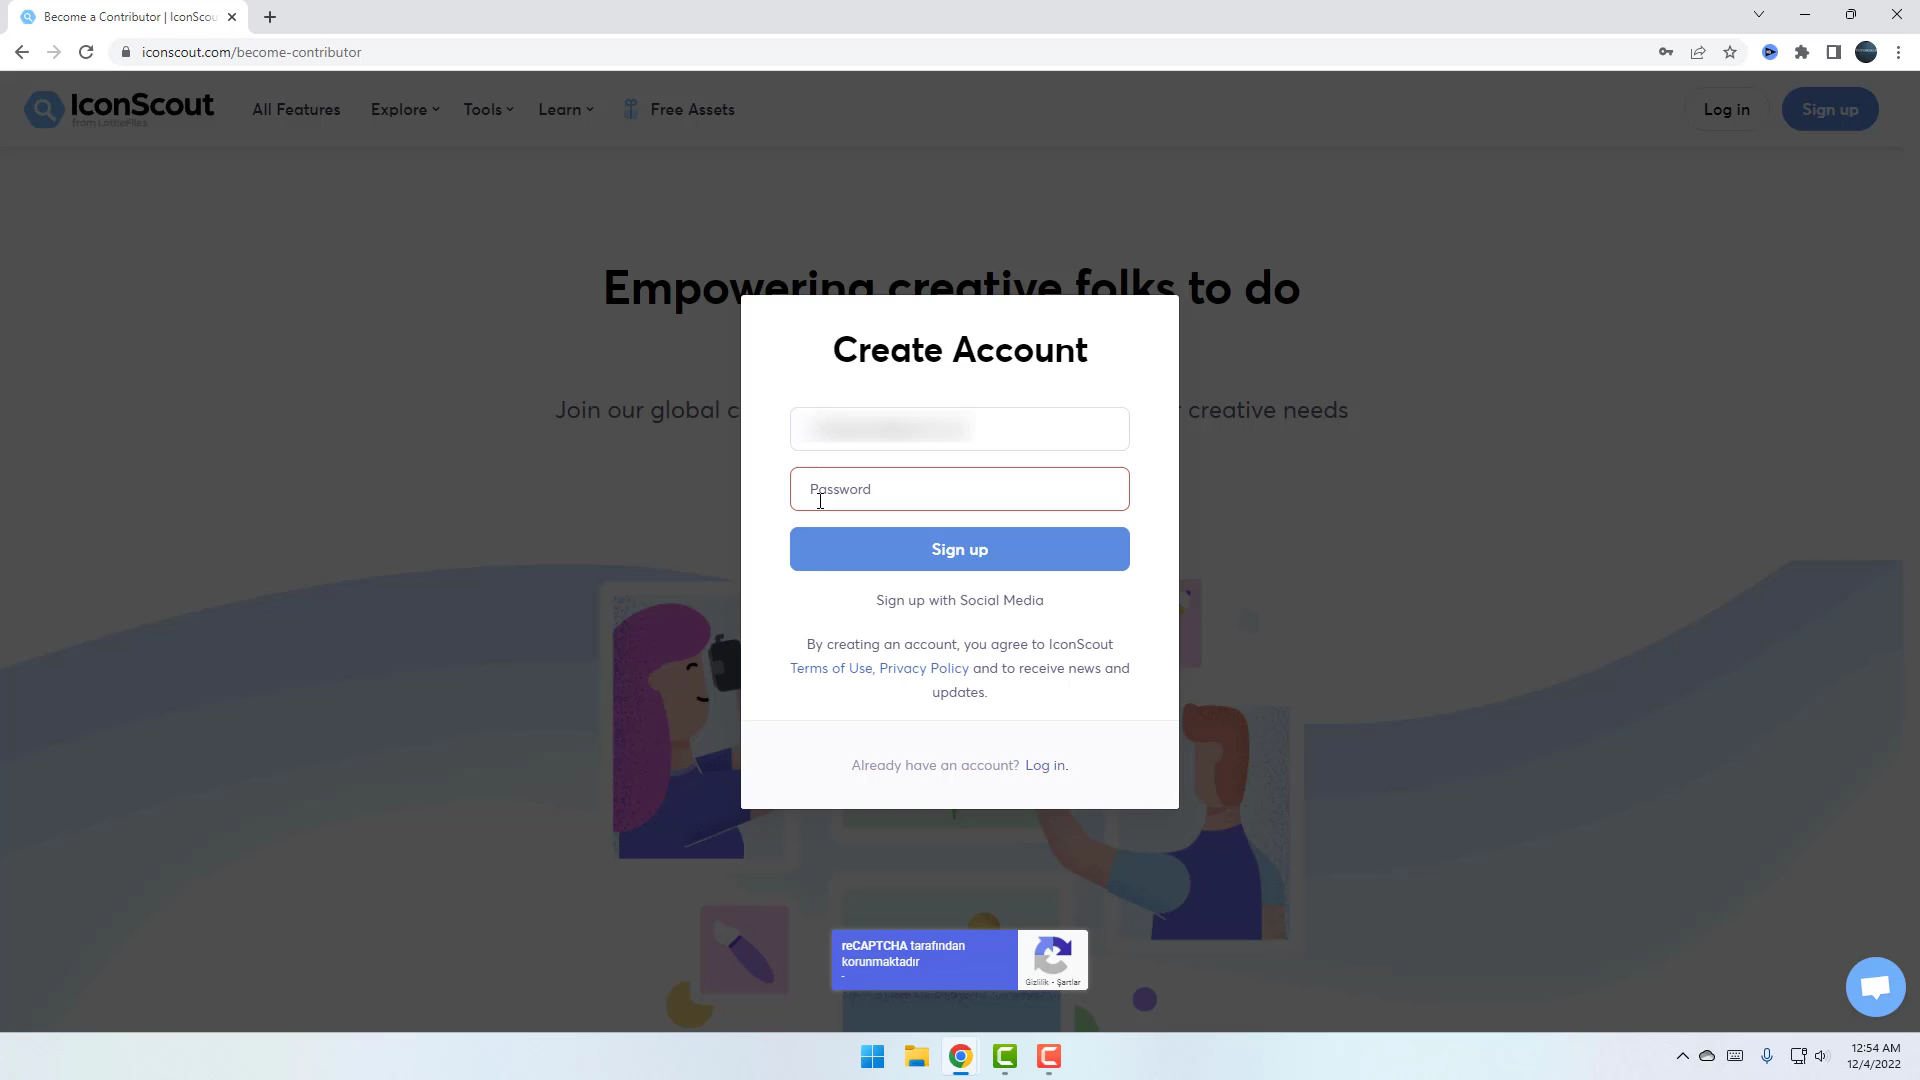 Become a Contributor | IconScou
iconscout.com/become-contributor
IconScout
from LottieFiles
All Features
Explore
Tools
Learn
Free Assets
Log in
Sign up
Empowering creative folks to do
Join our global c
creative needs
Create Account
Password
Sign up
Sign up with Social Media
By creating an account, you agree to IconScout
Terms of Use, Privacy Policy and to receive news and
updates.
Already have an account? Log in.
reCAPTCHA tarafından
korunmaktadır
-
Gizlilik - Şartlar
12:54 AM
12/4/2022